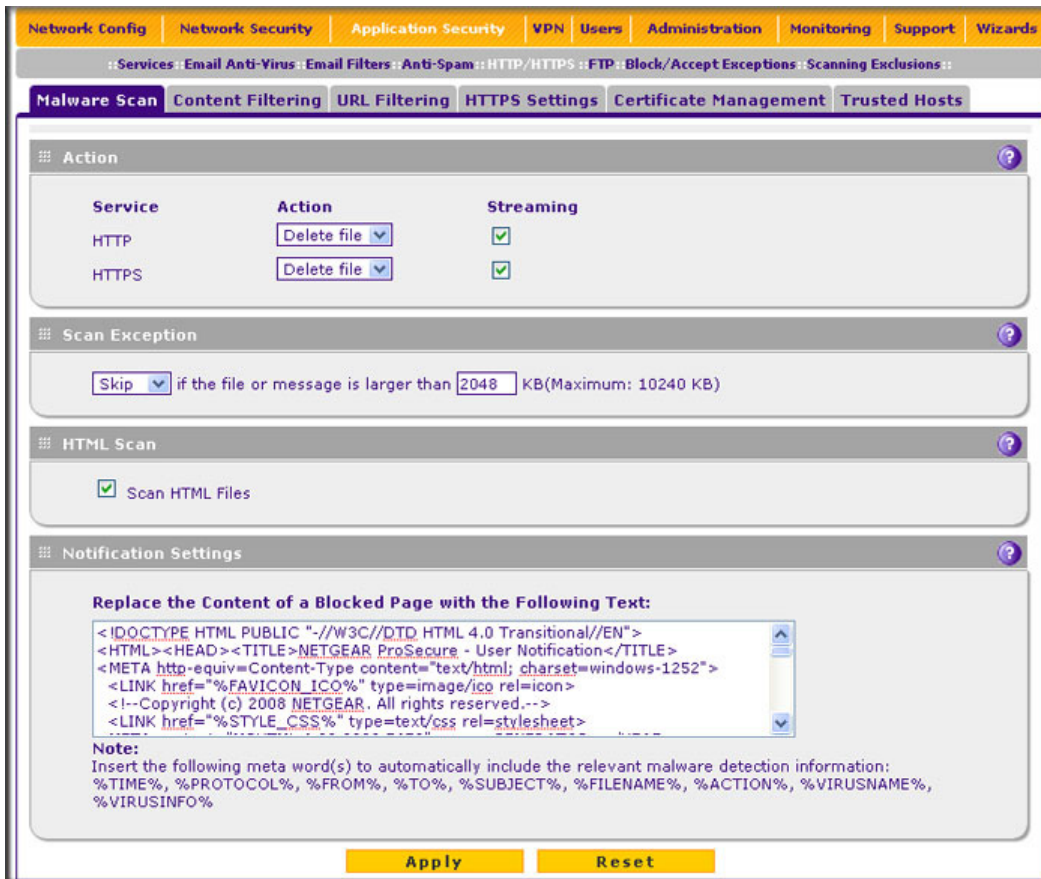 Network Config Network Security Application Security VPN Users Administration Monitoring Support Wizards
::Services::Email Anti-Virus::Email Filters::Anti-Spam::HTTP/HTTPS::FTP::Block/Accept Exceptions::Scanning Exclusions::
Malware Scan Content Filtering URL Filtering HTTPS Settings Certificate Management Trusted Hosts
Action ?
Service Action Streaming
HTTP Delete file
HTTPS Delete file
Scan Exception ?
Skip if the file or message is larger than 2048 KB(Maximum: 10240 KB)
HTML Scan ?
Scan HTML Files
Notification Settings ?
Replace the Content of a Blocked Page with the Following Text:
<!DOCTYPE HTML PUBLIC "-//W3C//DTD HTML 4.0 Transitional//EN">
<HTML><HEAD><TITLE>NETGEAR ProSecure - User Notification</TITLE>
<META http-equiv=Content-Type content="text/html; charset=windows-1252">
<LINK href="%FAVICON_ICO%" type=image/ico rel=icon>
<!--Copyright (c) 2008 NETGEAR. All rights reserved.-->
<LINK href="%STYLE_CSS%" type=text/css rel=stylesheet>
Note:
Insert the following meta word(s) to automatically include the relevant malware detection information:
%TIME%, %PROTOCOL%, %FROM%, %TO%, %SUBJECT%, %FILENAME%, %ACTION%, %VIRUSNAME%,
%VIRUSINFO%
Apply Reset